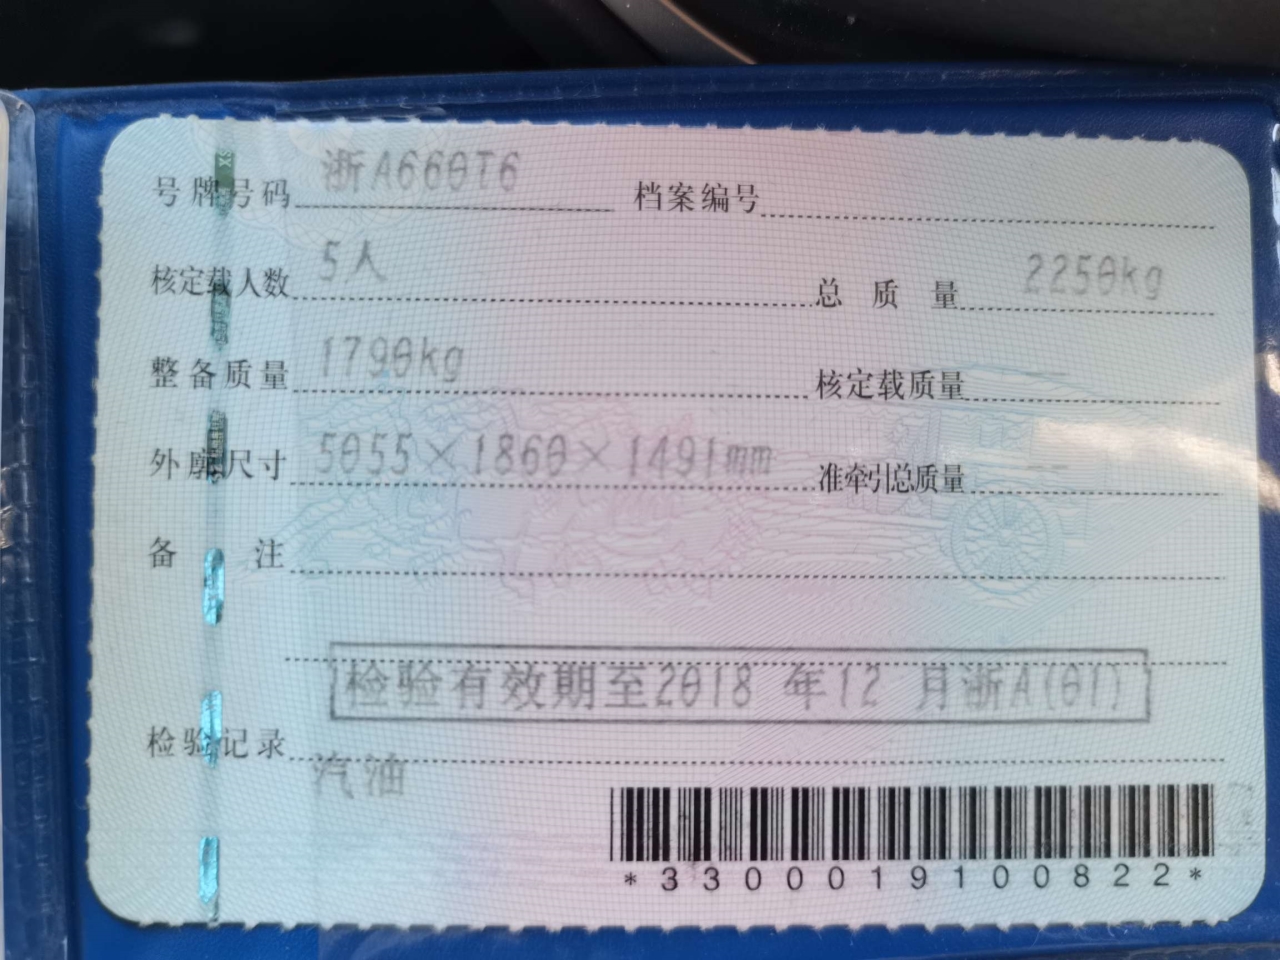 号牌号码 浙A660T6 档案编号
核定载人数 5人 总质量 2250kg
整备质量 1790kg 核定载质量 --
外廓尺寸 5055×1860×1491mm 准牵引总质量 --
备注
检验有效期至2018 年12 月浙A(01)
检验记录
汽油
*3300019100822*